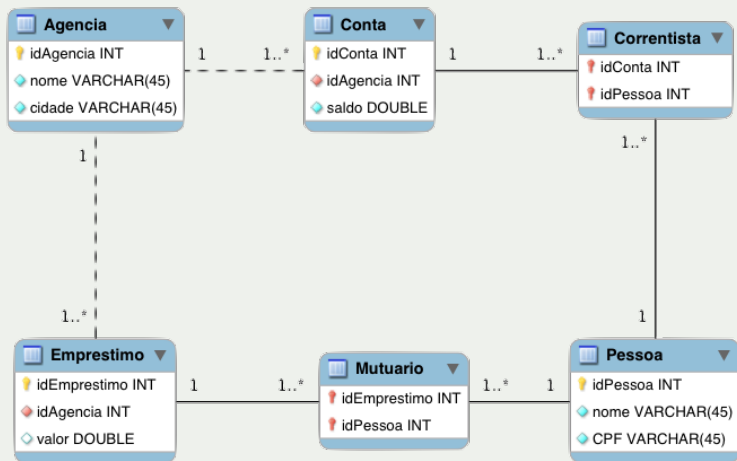 Agencia
idAgencia INT
nome VARCHAR(45)
cidade VARCHAR(45)
1
1..*
Conta
idConta INT
idAgencia INT
saldo DOUBLE
1
1..*
Correntista
idConta INT
idPessoa INT
1
1..*
1..*
1
Emprestimo
idEmprestimo INT
idAgencia INT
valor DOUBLE
1
1..*
Mutuario
idEmprestimo INT
idPessoa INT
1..*
1
Pessoa
idPessoa INT
nome VARCHAR(45)
CPF VARCHAR(45)